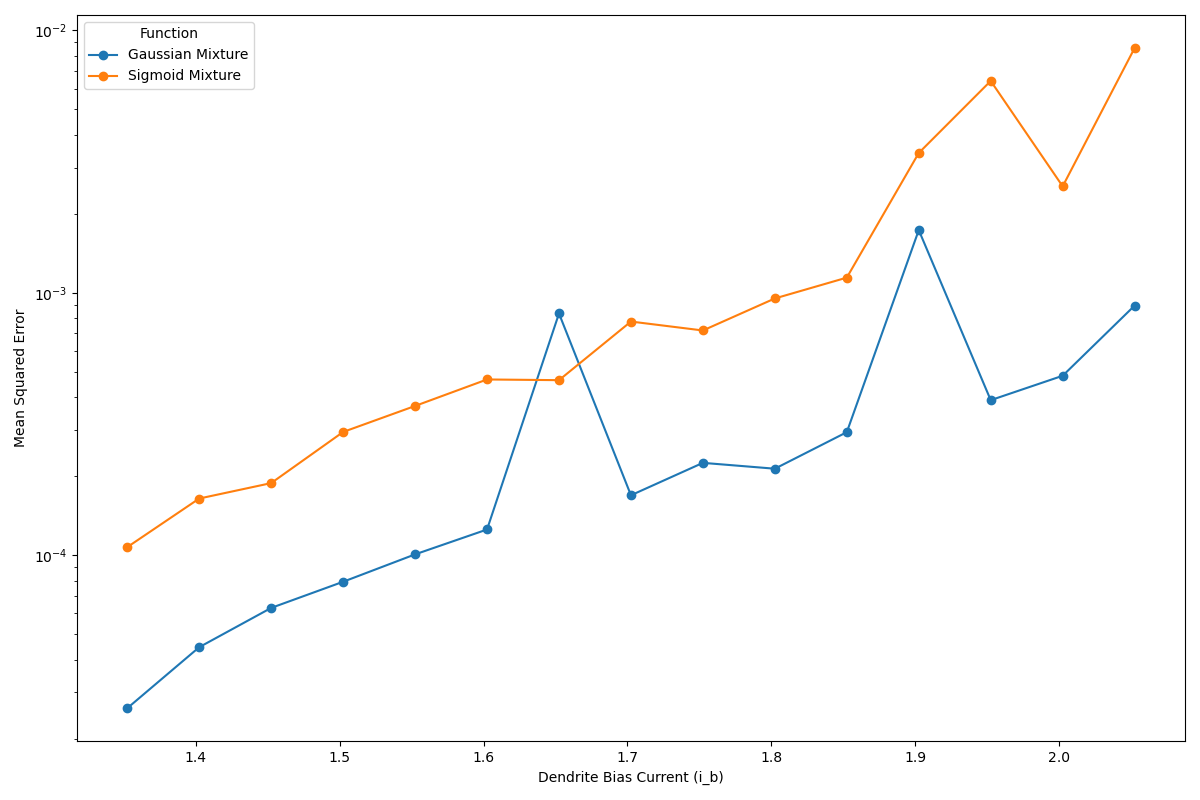 Function
Gaussian Mixture
Sigmoid Mixture
Mean Squared Error
10⁻²
10⁻³
10⁻⁴
1.4 1.5 1.6 1.7 1.8 1.9 2.0
Dendrite Bias Current (i_b)